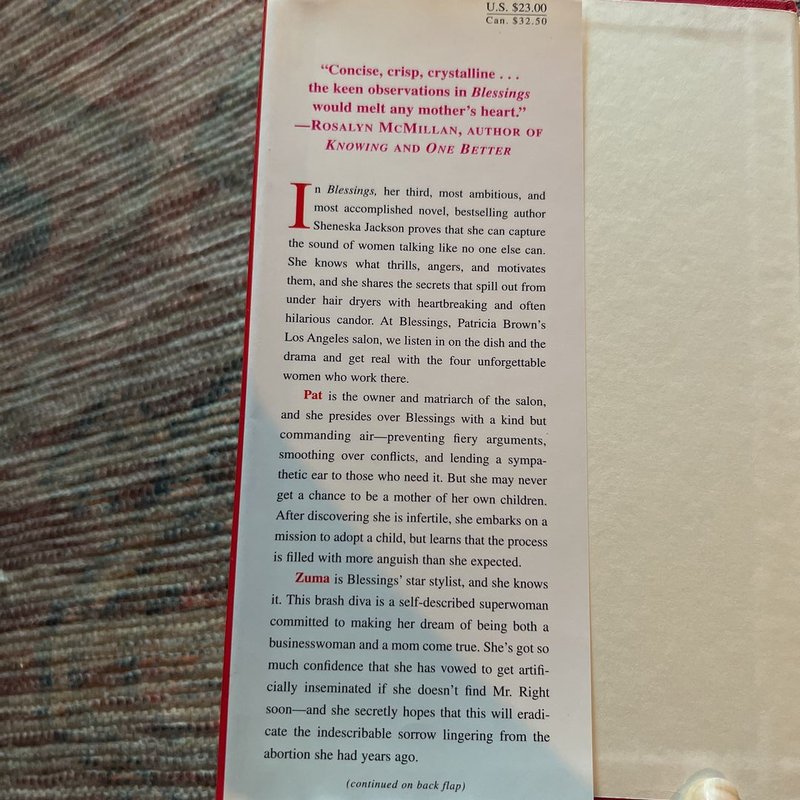 U.S. $23.00
Can. $32.50
“Concise, crisp, crystalline . . .
the keen observations in Blessings
would melt any mother’s heart.”
—Rosalyn McMillan, author of
Knowing and One Better
In Blessings, her third, most ambitious, and
most accomplished novel, bestselling author
Sheneska Jackson proves that she can capture
the sound of women talking like no one else can.
She knows what thrills, angers, and motivates
them, and she shares the secrets that spill out from
under hair dryers with heartbreaking and often
hilarious candor. At Blessings, Patricia Brown’s
Los Angeles salon, we listen in on the dish and the
drama and get real with the four unforgettable
women who work there.
Pat is the owner and matriarch of the salon,
and she presides over Blessings with a kind but
commanding air—preventing fiery arguments,
smoothing over conflicts, and lending a sympa-
thetic ear to those who need it. But she may never
get a chance to be a mother of her own children.
After discovering she is infertile, she embarks on a
mission to adopt a child, but learns that the process
is filled with more anguish than she expected.
Zuma is Blessings’ star stylist, and she knows
it. This brash diva is a self-described superwoman
committed to making her dream of being both a
businesswoman and a mom come true. She’s got so
much confidence that she has vowed to get artifi-
cially inseminated if she doesn’t find Mr. Right
soon—and she secretly hopes that this will eradi-
cate the indescribable sorrow lingering from the
abortion she had years ago.
(continued on back flap)